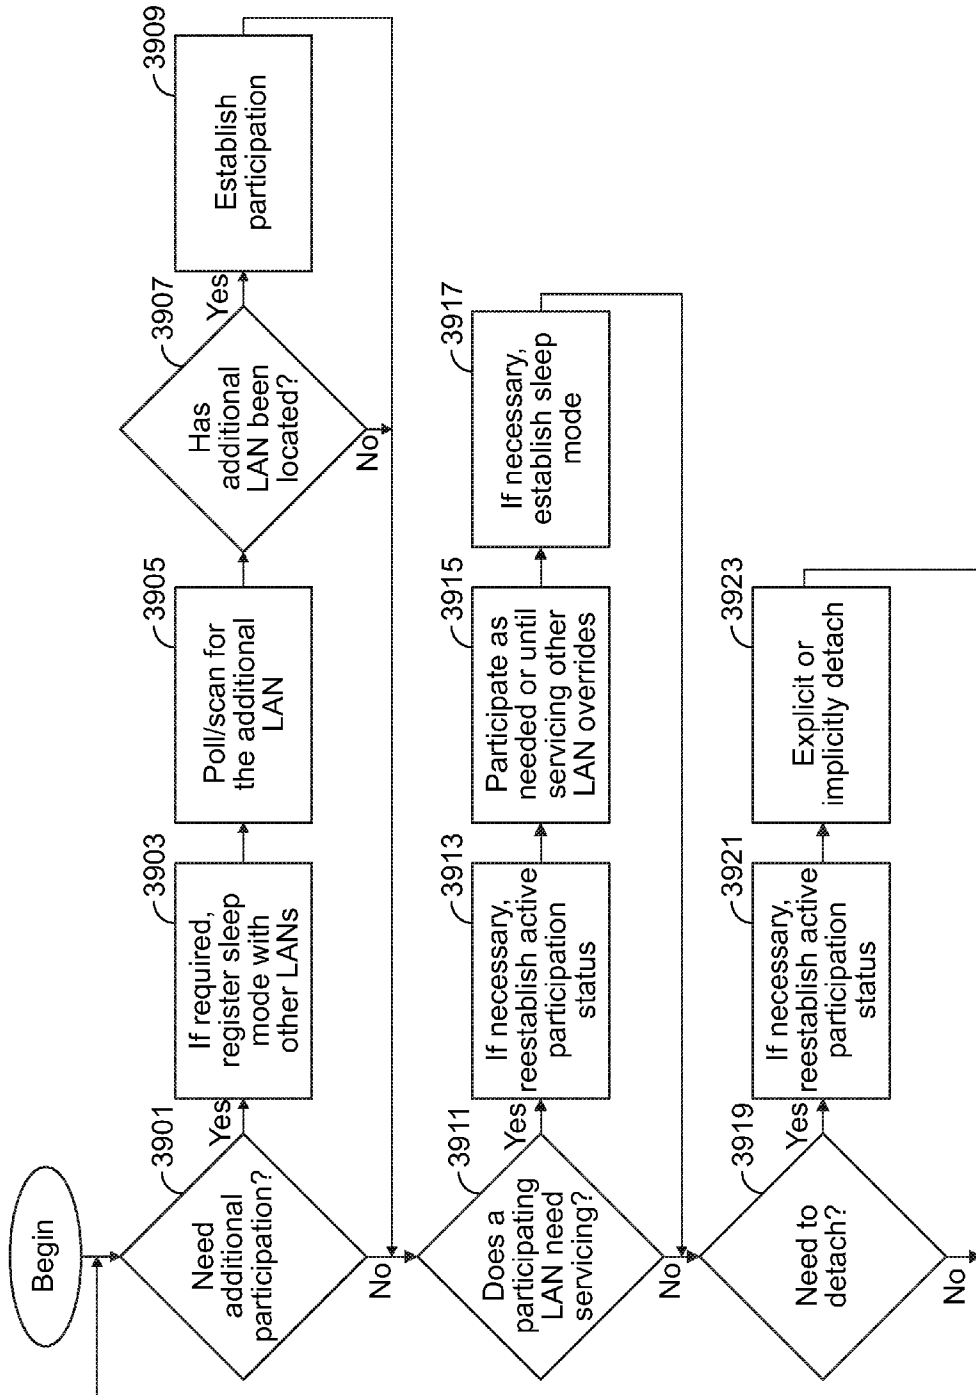 Begin
3901
Need
additional
participation?
Yes
No
3903
If required,
register sleep
mode with
other LANs
3905
Poll/scan for
the additional
LAN
3907
Has
additional
LAN been
located?
Yes
No
3909
Establish
participation
3911
Does a
participating
LAN need
servicing?
Yes
No
3913
If necessary,
reestablish active
participation
status
3915
Participate as
needed or until
servicing other
LAN overrides
3917
If necessary,
establish sleep
mode
3919
Need to
detach?
Yes
No
3921
If necessary,
reestablish active
participation
status
3923
Explicit or
implicitly detach